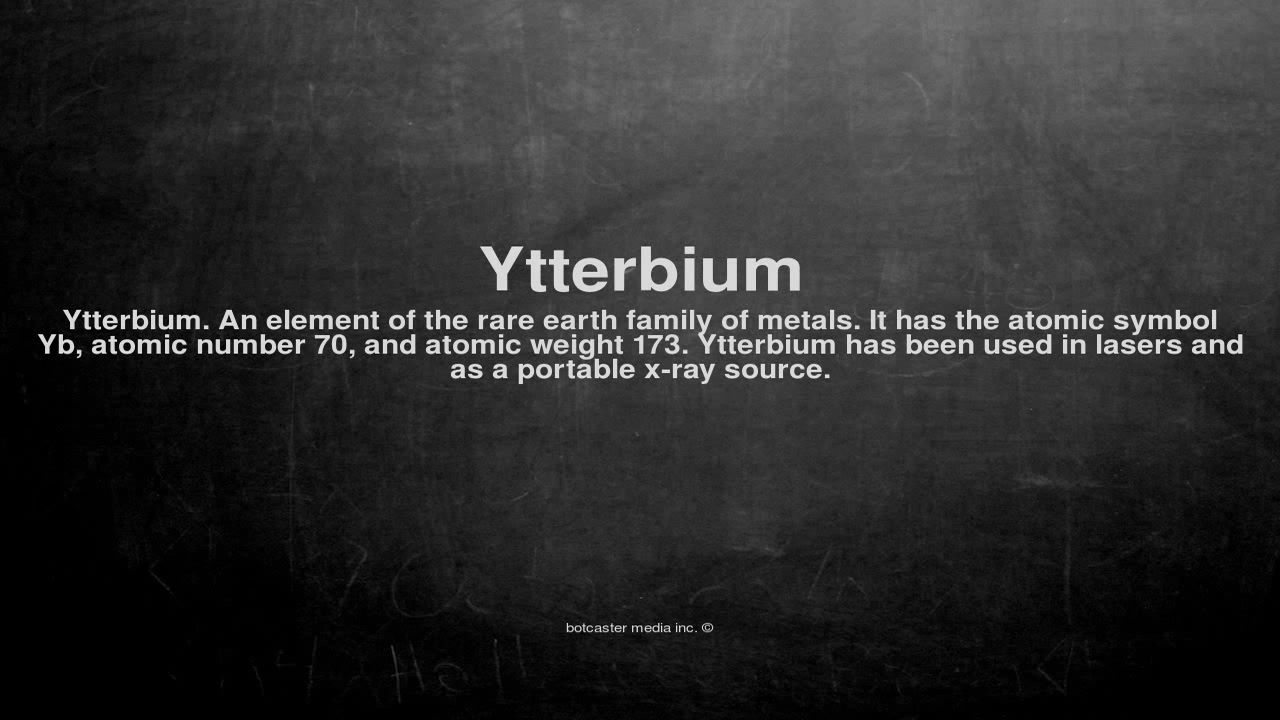 Ytterbium
Ytterbium. An element of the rare earth family of metals. It has the atomic symbol
Yb, atomic number 70, and atomic weight 173. Ytterbium has been used in lasers and
as a portable x-ray source.
botcaster media inc. ©